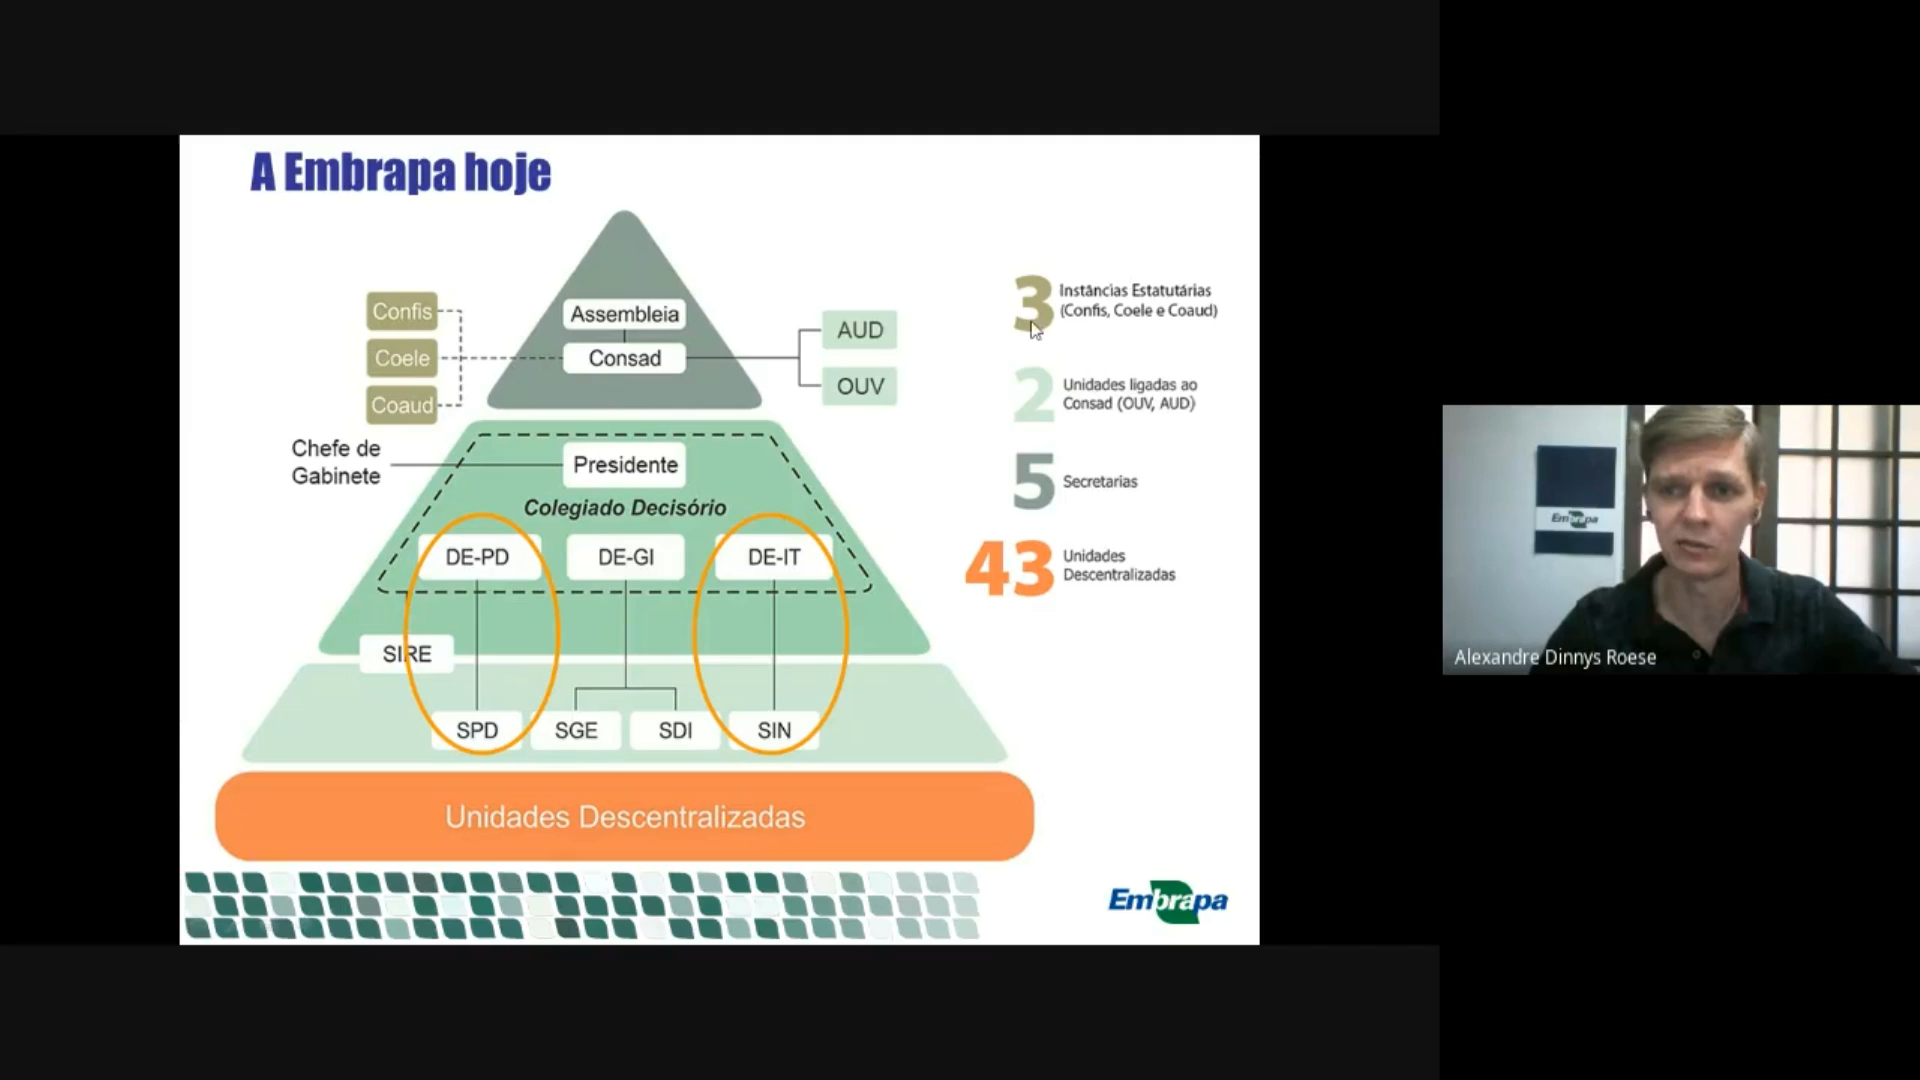 A Embrapa hoje
Assembleia
Consad
Confis
Coele
Coaud
AUD
OUV
Chefe de
Gabinete
Presidente
Colegiado Decisório
DE-PD
DE-GI
DE-IT
SIRE
SPD
SGE
SDI
SIN
Unidades Descentralizadas
3 Instâncias Estatutárias
(Confis, Coele e Coaud)
2 Unidades ligadas ao
Consad (OUV, AUD)
5 Secretarias
43 Unidades
Descentralizadas
Embrapa
Embrapa
Alexandre Dinnys Roese